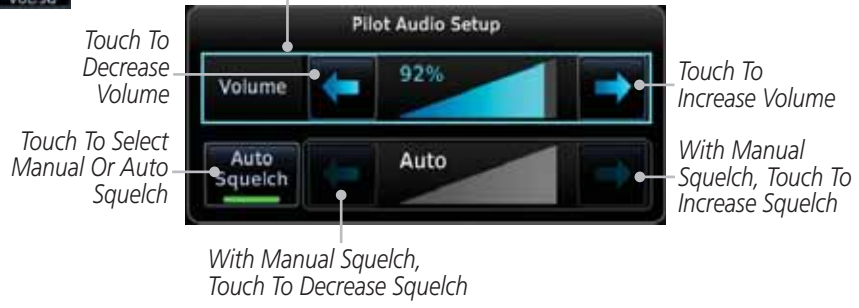 Pilot Audio Setup
Touch To
Decrease
Volume
Volume
92%
Touch To
Increase Volume
Touch To Select
Manual Or Auto
Squelch
Auto
Squelch
Auto
With Manual
Squelch, Touch To
Increase Squelch
With Manual Squelch,
Touch To Decrease Squelch